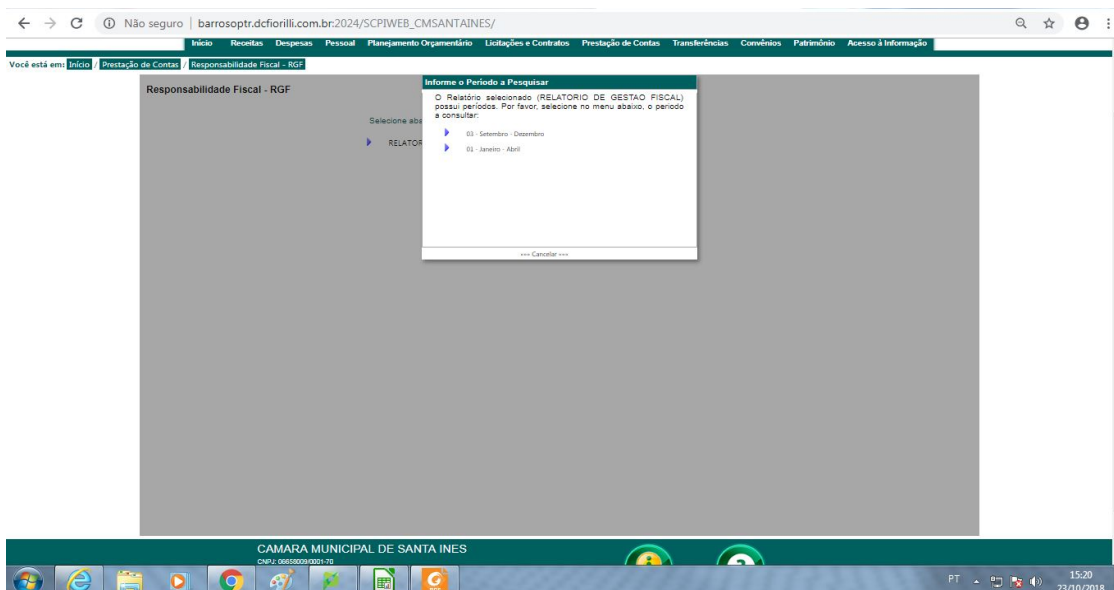 Não seguro | barrosoptr.dcfiorilli.com.br:2024/SCPIWEB_CMSANTAINES/
Início Receitas Despesas Pessoal Planejamento Orçamentário Licitações e Contratos Prestação de Contas Transferências Convênios Patrimônio Acesso à Informação
Você está em: Início / Prestação de Contas / Responsabilidade Fiscal - RGF
Responsabilidade Fiscal - RGF
Selecione aba
RELATOR
Informe o Período a Pesquisar
O Relatório selecionado (RELATORIO DE GESTAO FISCAL)
possui períodos. Por favor, selecione no menu abaixo, o período
a consultar:
03 - Setembro - Dezembro
01 - Janeiro - Abril
=== Cancelar ===
CAMARA MUNICIPAL DE SANTA INES
CNPJ: 06658009/0001-70
PT
15:20
23/10/2018